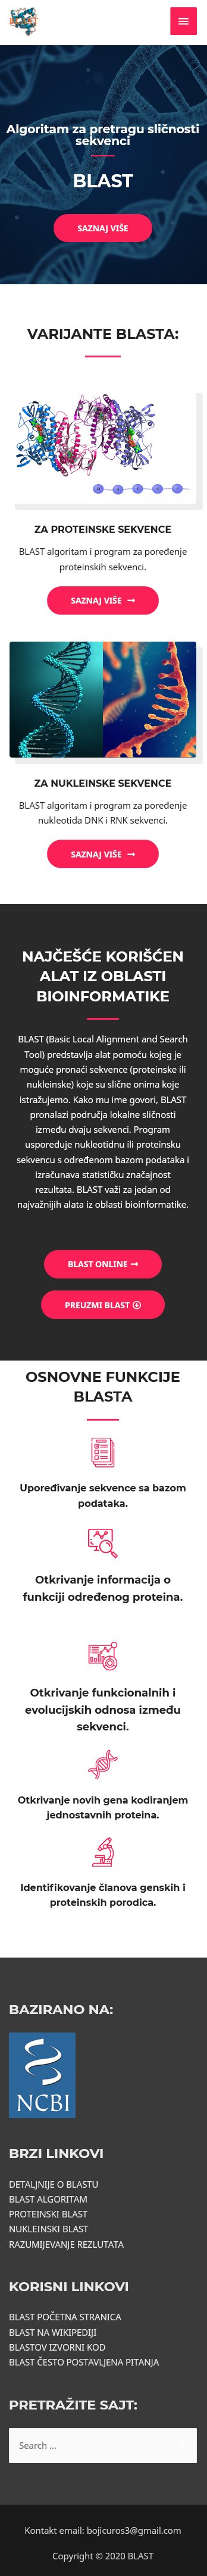 Algoritam za pretragu sličnosti
sekvenci
BLAST
SAZNAJ VIŠE
VARIJANTE BLASTA:
ZA PROTEINSKE SEKVENCE
BLAST algoritam i program za poređenje
proteinskih sekvenci.
SAZNAJ VIŠE
ZA NUKLEINSKE SEKVENCE
BLAST algoritam i program za poređenje
nukleotida DNK i RNK sekvenci.
SAZNAJ VIŠE
NAJČEŠĆE KORIŠĆEN
ALAT IZ OBLASTI
BIOINFORMATIKE
BLAST (Basic Local Alignment and Search
Tool) predstavlja alat pomoću kojeg je
moguće pronaći sekvence (proteinske ili
nukleinske) koje su slične onima koje
istražujemo. Kako mu ime govori, BLAST
pronalazi područja lokalne sličnosti
između dvaju sekvenci. Program
uspoređuje nukleotidnu ili proteinsku
sekvencu s određenom bazom podataka i
izračunava statističku značajnost
rezultata. BLAST važi za jedan od
najvažnijih alata iz oblasti bioinformatike.
BLAST ONLINE
PREUZMI BLAST
OSNOVNE FUNKCIJE
BLASTA
Upoređivanje sekvence sa bazom
podataka.
Otkrivanje informacija o
funkciji određenog proteina.
Otkrivanje funkcionalnih i
evolucijskih odnosa između
sekvenci.
Otkrivanje novih gena kodiranjem
jednostavnih proteina.
Identifikovanje članova genskih i
proteinskih porodica.
BAZIRANO NA:
NCBI
BRZI LINKOVI
DETALJNIJE O BLASTU
BLAST ALGORITAM
PROTEINSKI BLAST
NUKLEINSKI BLAST
RAZUMIJEVANJE REZLUTATA
KORISNI LINKOVI
BLAST POČETNA STRANICA
BLAST NA WIKIPEDIJI
BLASTOV IZVORNI KOD
BLAST ČESTO POSTAVLJENA PITANJA
PRETRAŽITE SAJT:
Search ...
Kontakt email: bojicuros3@gmail.com
Copyright © 2020 BLAST